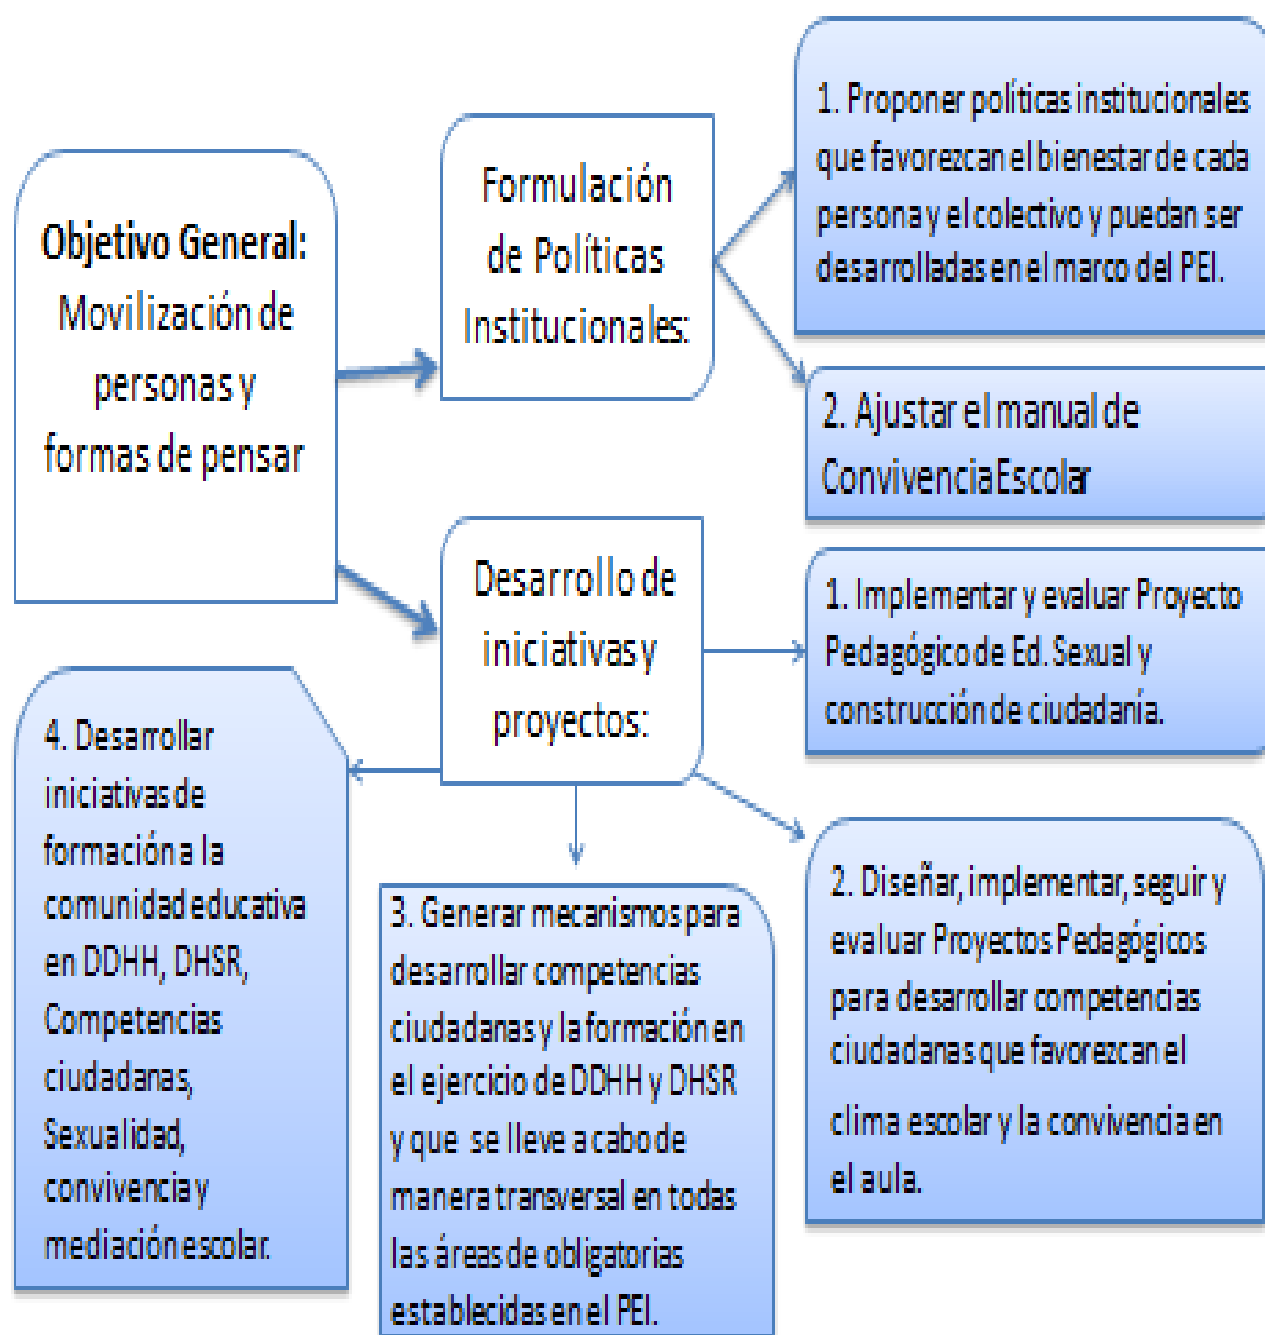 Objetivo General:
Movilización de
personas y
formas de pensar
Formulación
de Políticas
Institucionales:
1. Proponer políticas institucionales
que favorezcan el bienestar de cada
persona y el colectivo y puedan ser
desarrolladas en el marco del PEI.
2. Ajustar el manual de
Convivencia Escolar
Desarrollo de
iniciativas y
proyectos:
1. Implementar y evaluar Proyecto
Pedagógico de Ed. Sexual y
construcción de ciudadanía.
2. Diseñar, implementar, seguir y
evaluar Proyectos Pedagógicos
para desarrollar competencias
ciudadanas que favorezcan el
clima escolar y la convivencia en
el aula.
3. Generar mecanismos para
desarrollar competencias
ciudadanas y la formación en
el ejercicio de DDHH y DHSR
y que se lleve a cabo de
manera transversal en todas
las áreas de obligatorias
establecidas en el PEI.
4. Desarrollar
iniciativas de
formación a la
comunidad educativa
en DDHH, DHSR,
Competencias
ciudadanas,
Sexualidad,
convivencia y
mediación escolar.